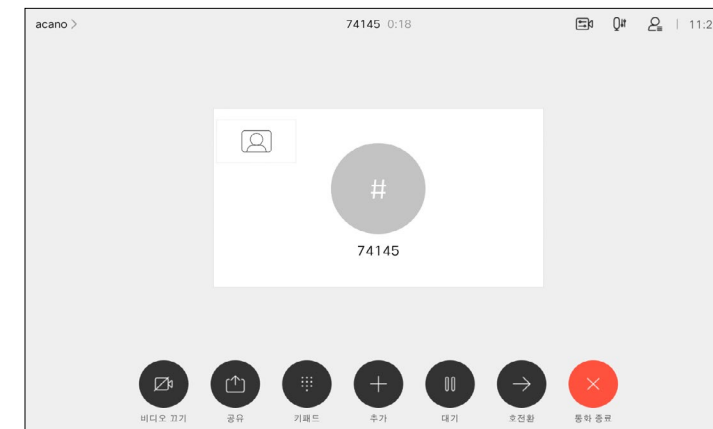 acano >
74145 0:18
11:2
#
74145
비디오 끄기
공유
키패드
추가
대기
호전환
통화 종료